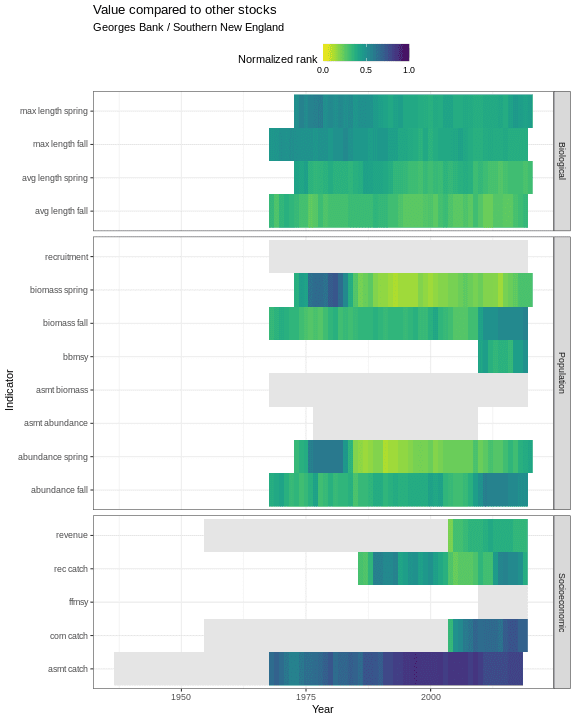 Value compared to other stocks
Georges Bank / Southern New England
Normalized rank
0.0 0.5 1.0
max length spring
max length fall
avg length spring
avg length fall
Biological
recruitment
biomass spring
biomass fall
bbmsy
asmt biomass
asmt abundance
abundance spring
abundance fall
Population
revenue
rec catch
ffmsy
com catch
asmt catch
Socioeconomic
Indicator
1950 1975 2000
Year